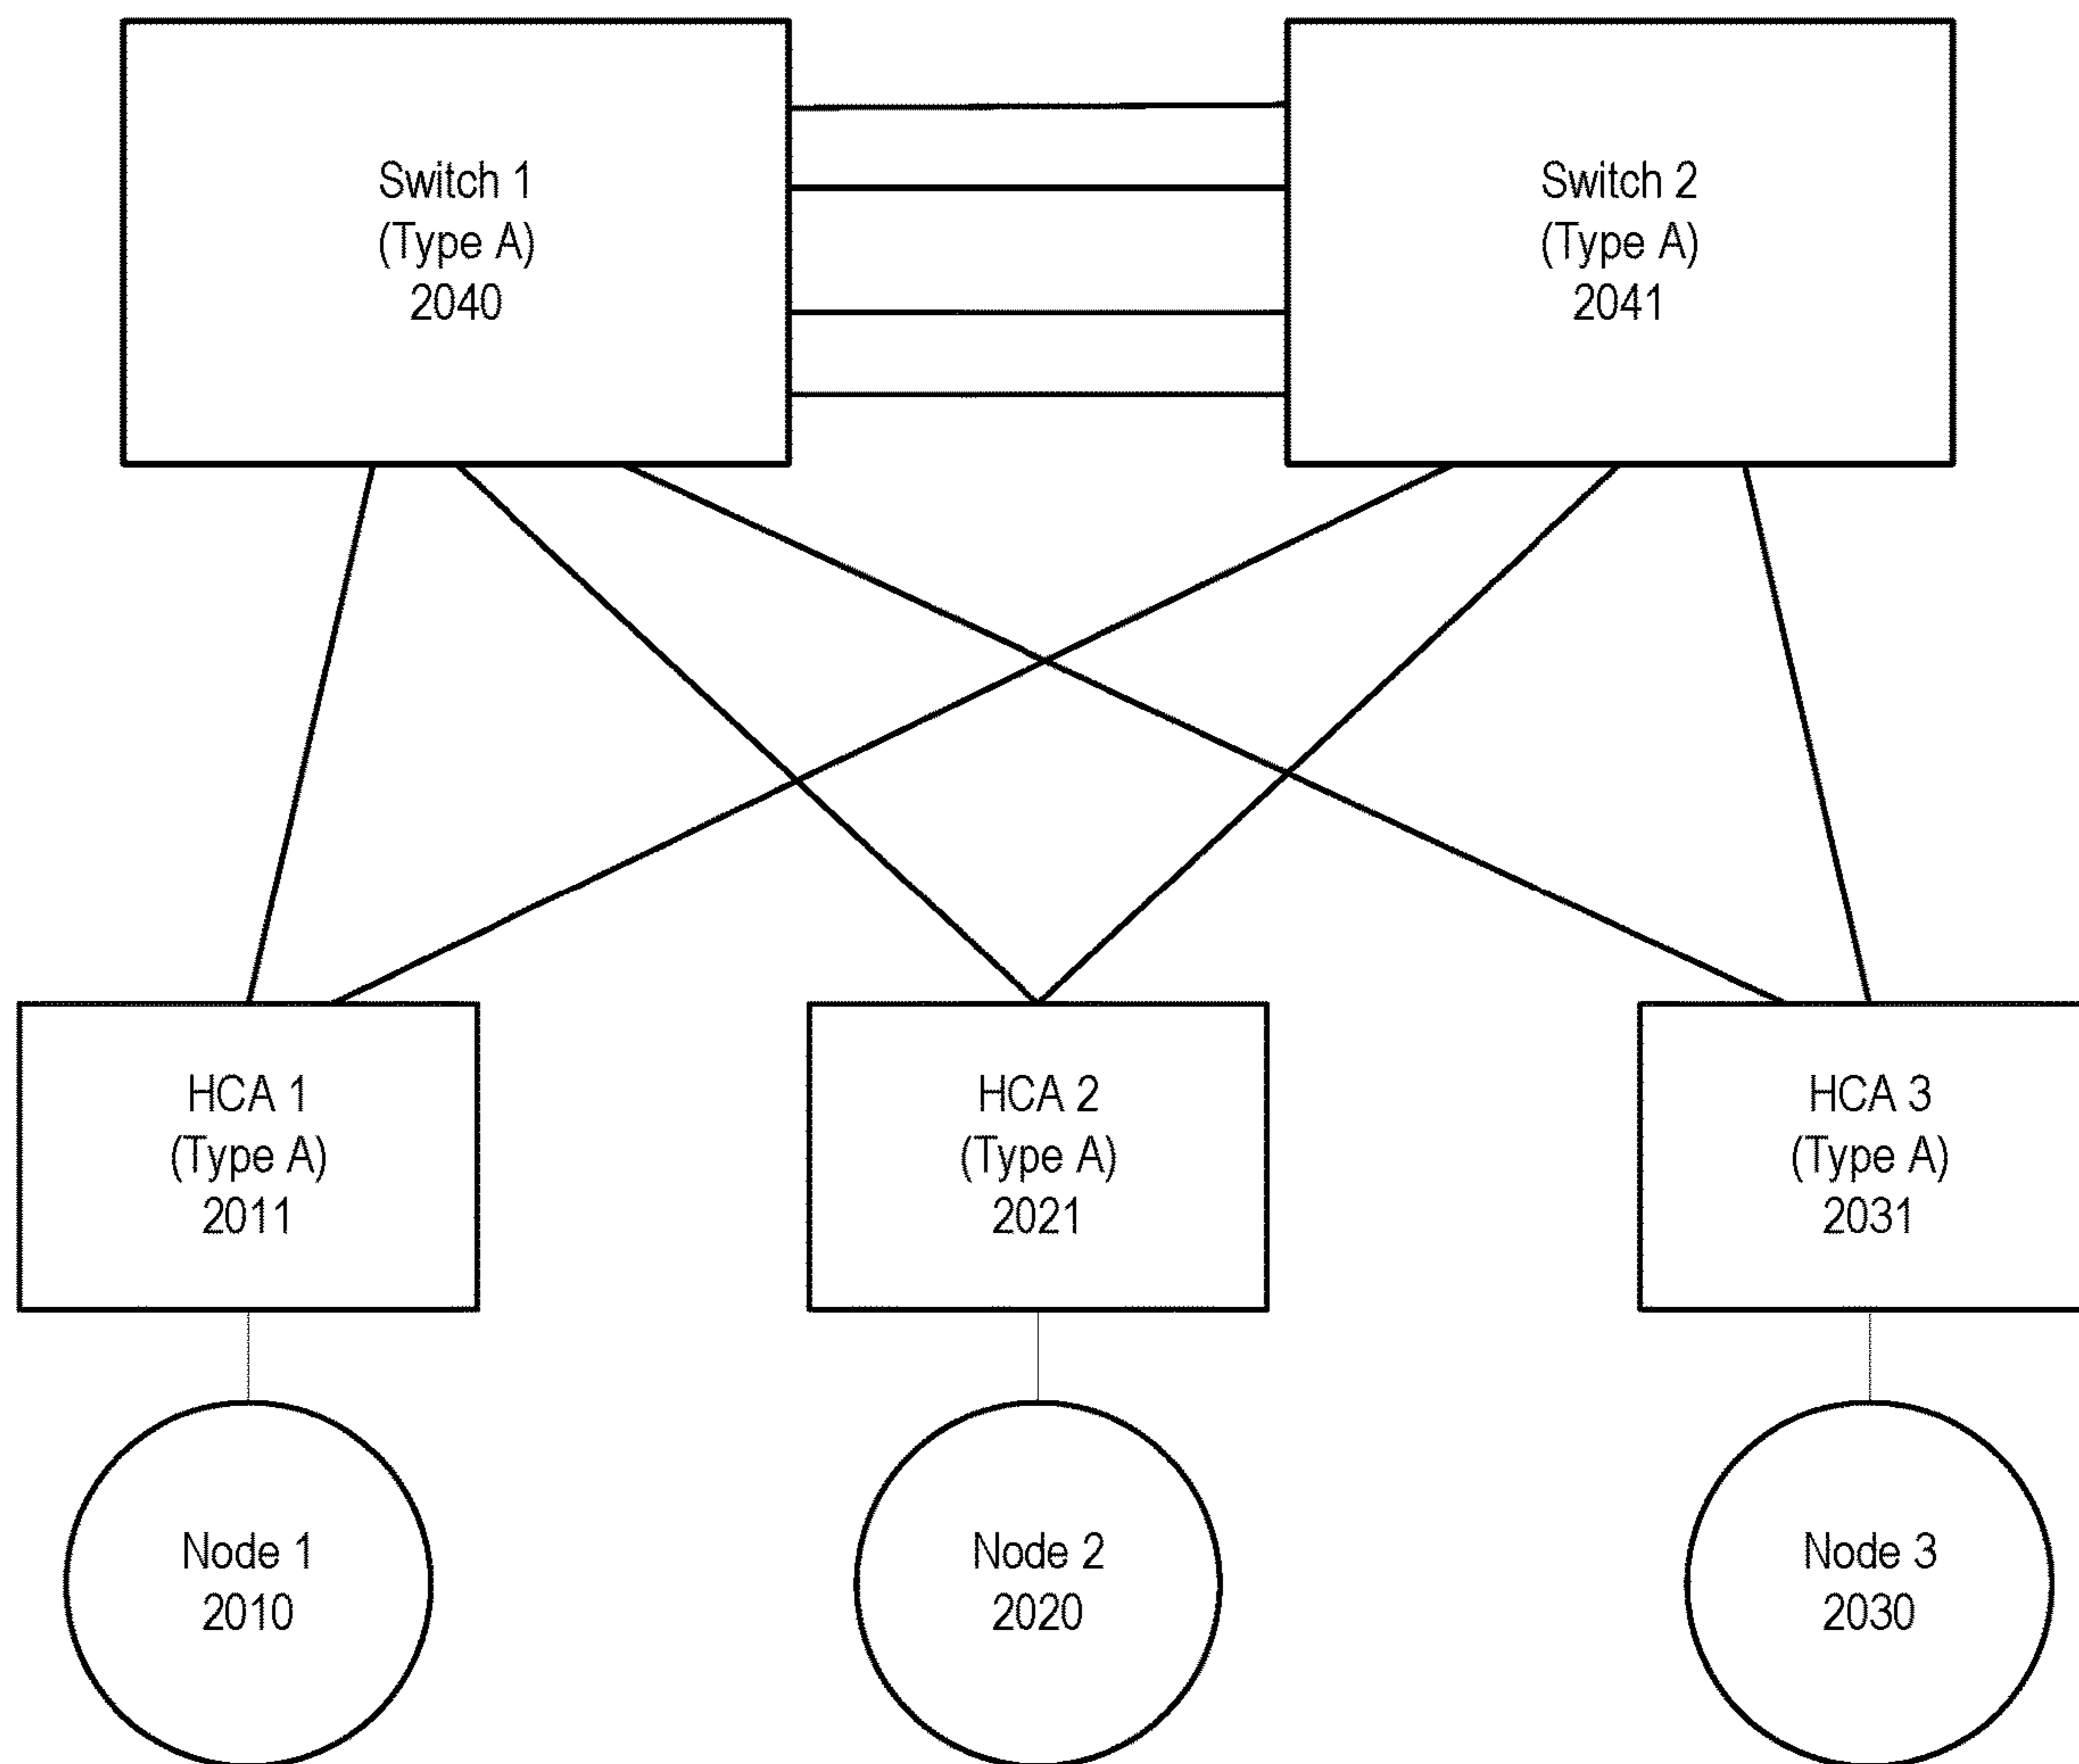 Switch 1
(Type A)
2040
Switch 2
(Type A)
2041
HCA 1
(Type A)
2011
HCA 2
(Type A)
2021
HCA 3
(Type A)
2031
Node 1
2010
Node 2
2020
Node 3
2030